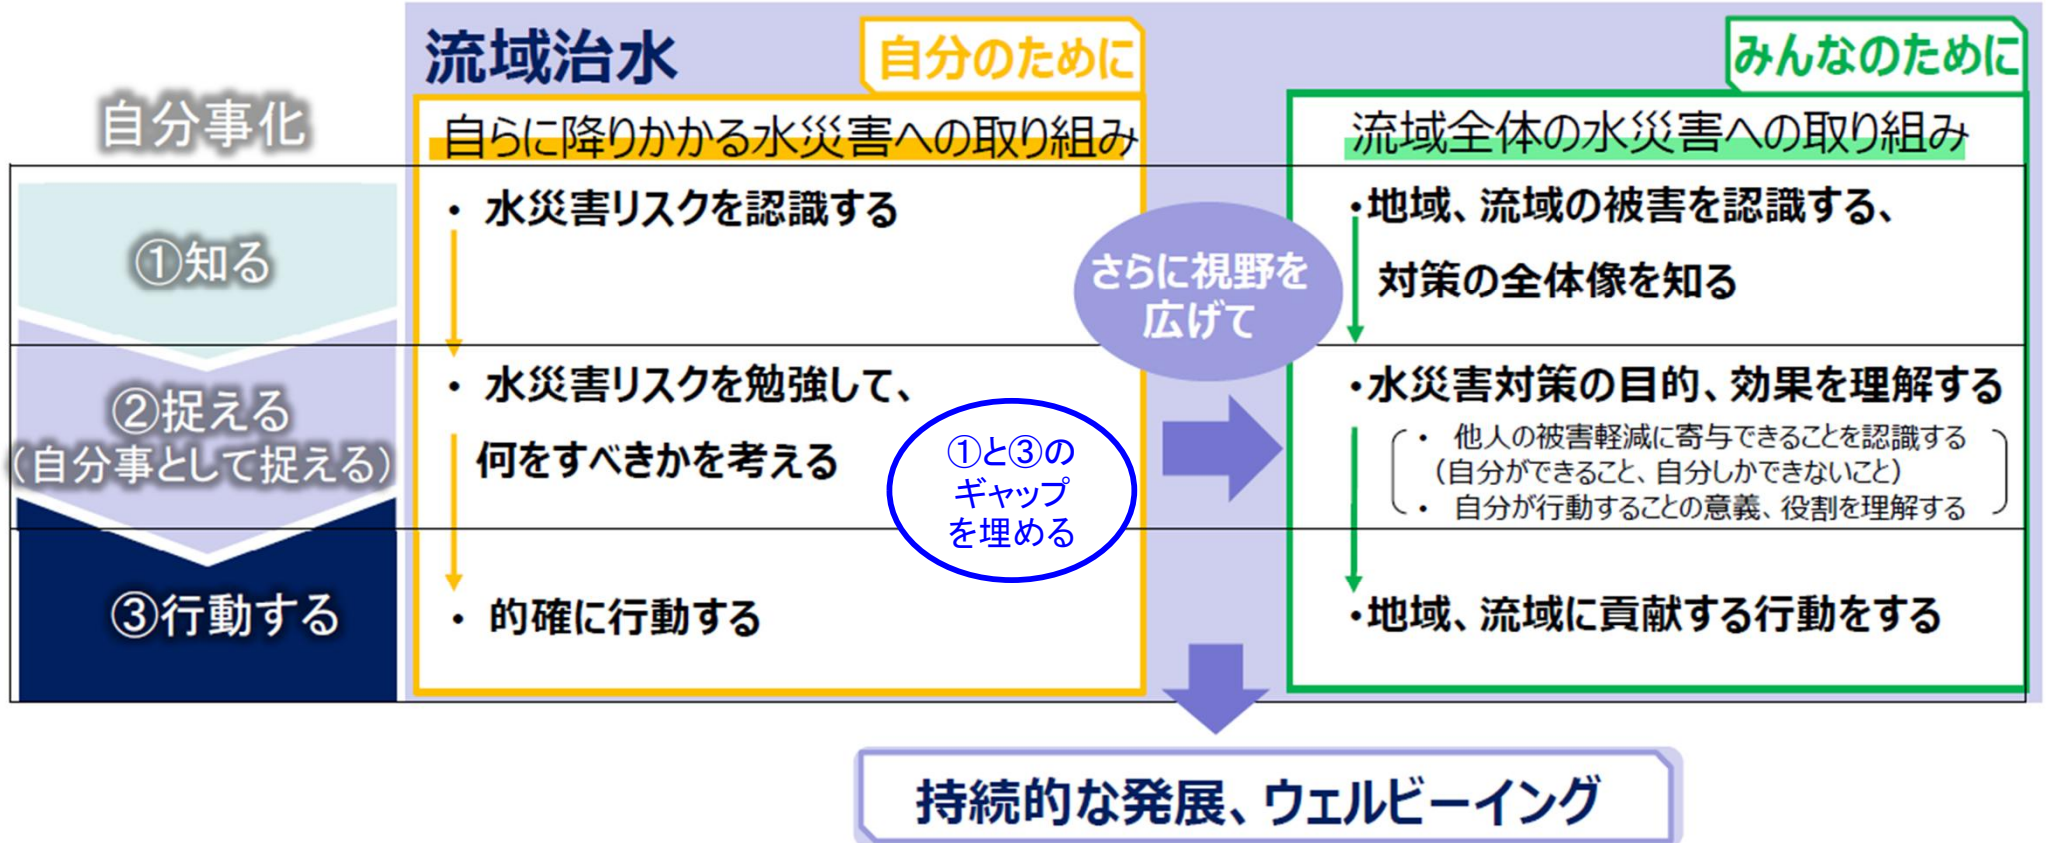 流域治水
自分のために
みんなのために
自分事化
自らに降りかかる水災害への取り組み
流域全体の水災害への取り組み
①知る
・ 水災害リスクを認識する
さらに視野を
広げて
・地域、流域の被害を認識する、
対策の全体像を知る
②捉える
(自分事として捉える)
・ 水災害リスクを勉強して、
何をすべきかを考える
①と③の
ギャップ
を埋める
・水災害対策の目的、効果を理解する
・ 他人の被害軽減に寄与できることを認識する
(自分ができること、自分しかできないこと)
・ 自分が行動することの意義、役割を理解する
③行動する
・ 的確に行動する
・地域、流域に貢献する行動をする
持続的な発展、ウェルビーイング